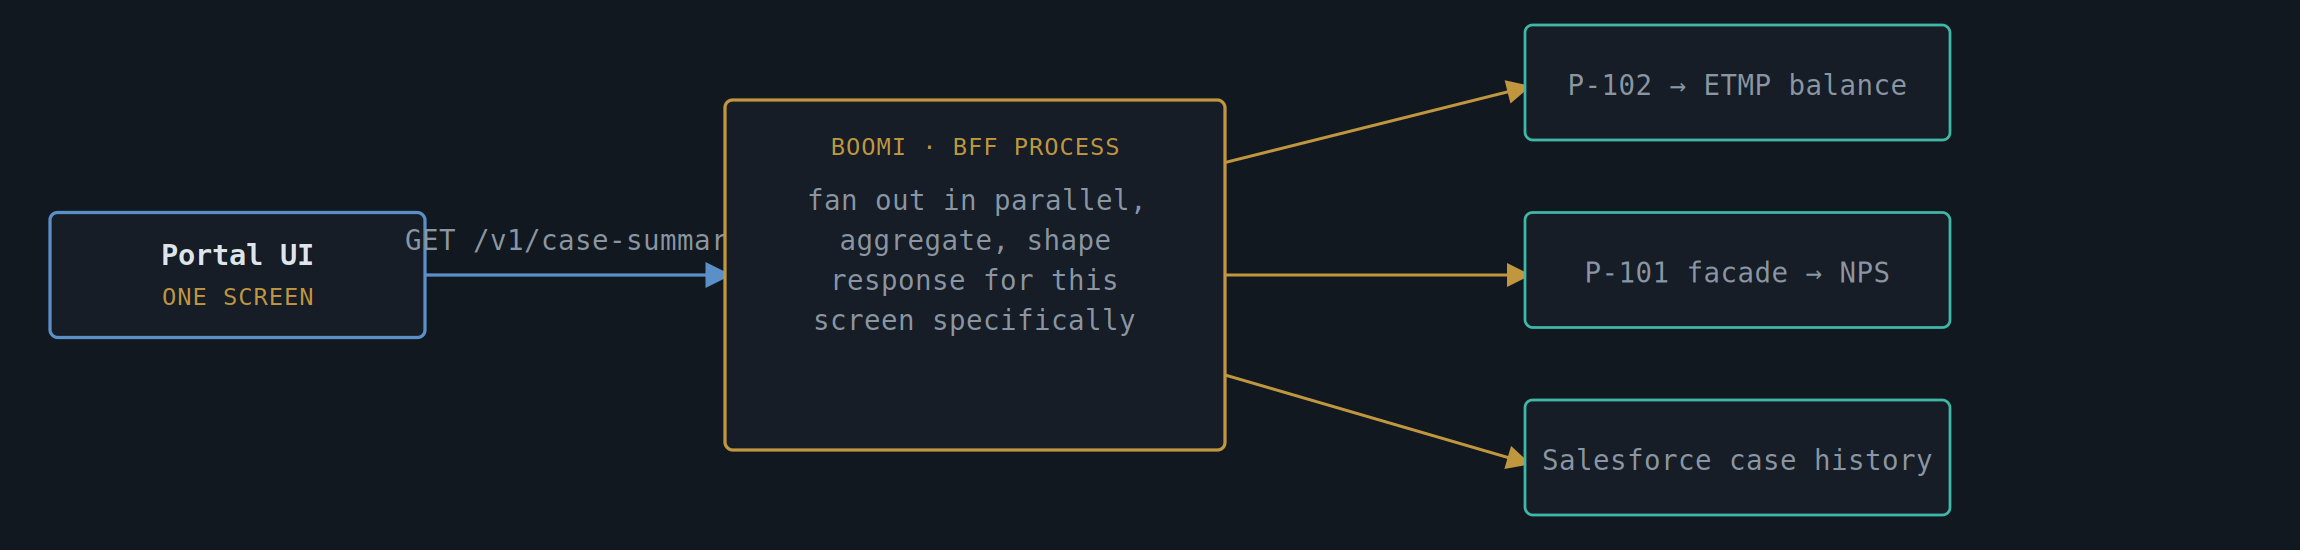 Portal UI
ONE SCREEN
GET /v1/case-summar
BOOMI · BFF PROCESS
fan out in parallel,
aggregate, shape
response for this
screen specifically
P-102 → ETMP balance
P-101 facade → NPS
Salesforce case history